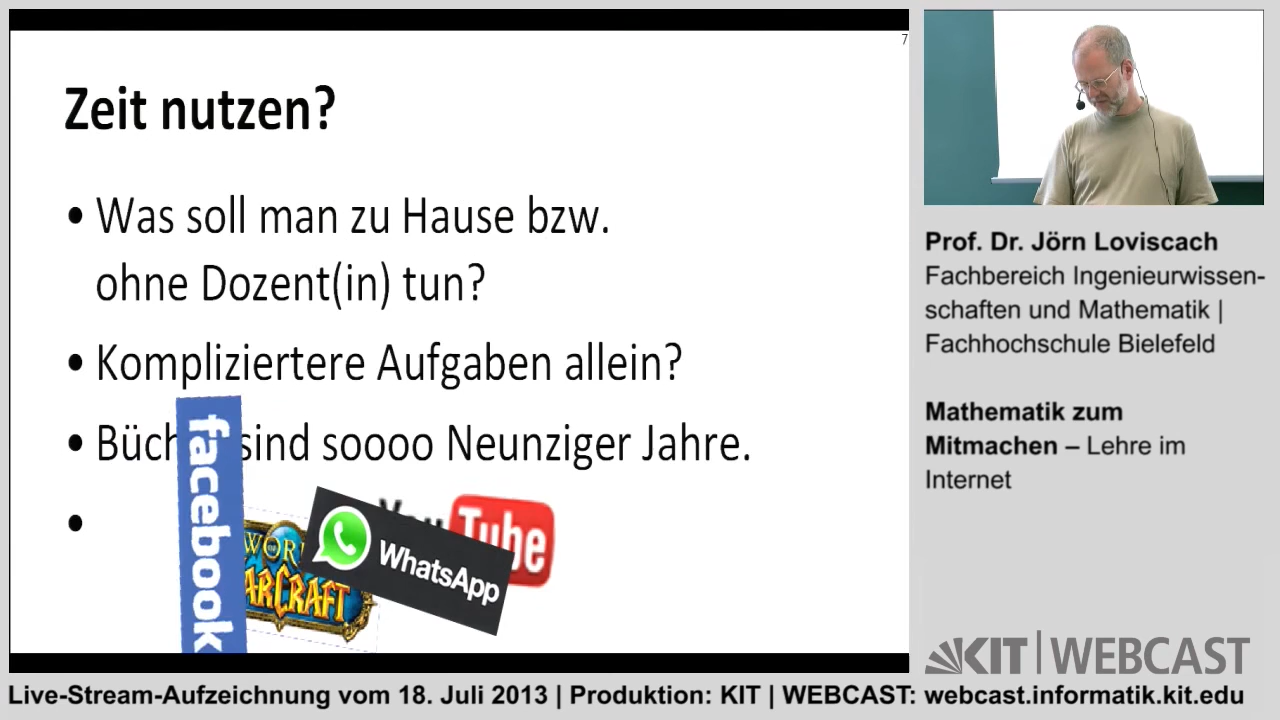 7
Zeit nutzen?
• Was soll man zu Hause bzw.
ohne Dozent(in) tun?
• Kompliziertere Aufgaben allein?
• Büch sind soooo Neunziger Jahre.
•
facebook
WhatsApp
Tube
Prof. Dr. Jörn Loviscach
Fachbereich Ingenieurwissen-
schaften und Mathematik |
Fachhochschule Bielefeld
Mathematik zum
Mitmachen – Lehre im
Internet
KIT | WEBCAST
Live-Stream-Aufzeichnung vom 18. Juli 2013 | Produktion: KIT | WEBCAST: webcast.informatik.kit.edu